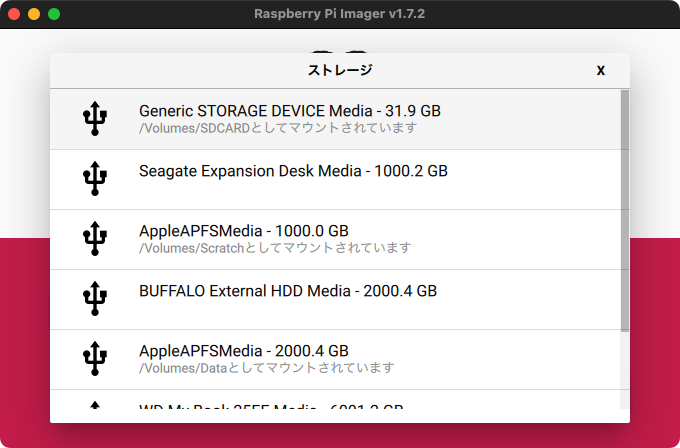 Raspberry Pi Imager v1.7.2
ストレージ X
Generic STORAGE DEVICE Media - 31.9 GB
/Volumes/SDCARDとしてマウントされています
Seagate Expansion Desk Media - 1000.2 GB
AppleAPFSMedia - 1000.0 GB
/Volumes/Scratchとしてマウントされています
BUFFALO External HDD Media - 2000.4 GB
AppleAPFSMedia - 2000.4 GB
/Volumes/Dataとしてマウントされています
WD My Book Media - GB